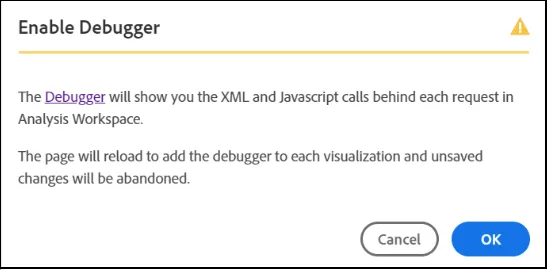 Enable Debugger
The Debugger will show you the XML and Javascript calls behind each request in
Analysis Workspace.
The page will reload to add the debugger to each visualization and unsaved
changes will be abandoned.
Cancel
OK